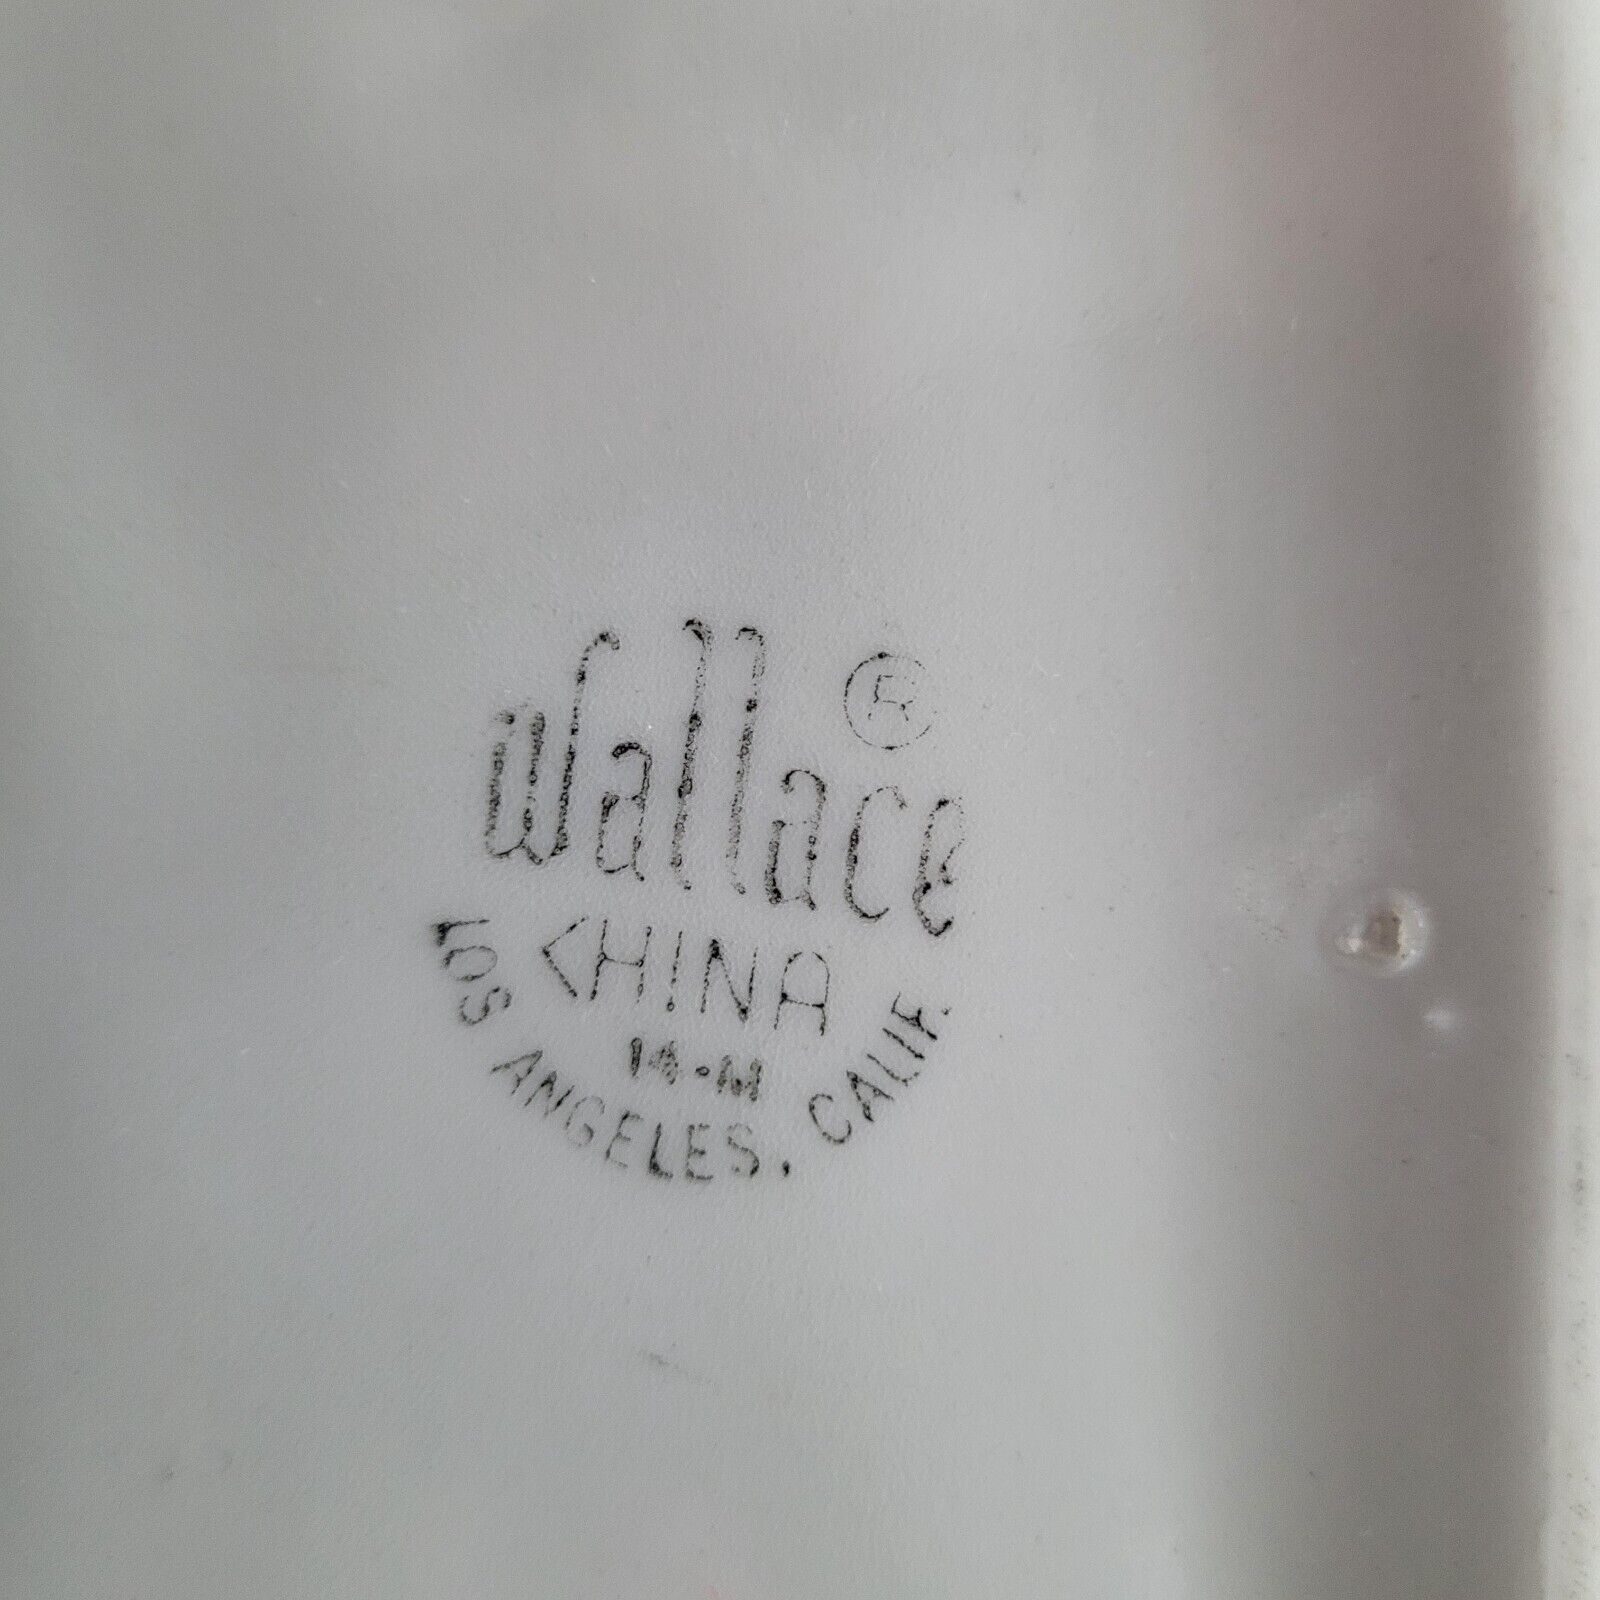 Wallace ®
CHINA
14-M
LOS ANGELES, CALIF.